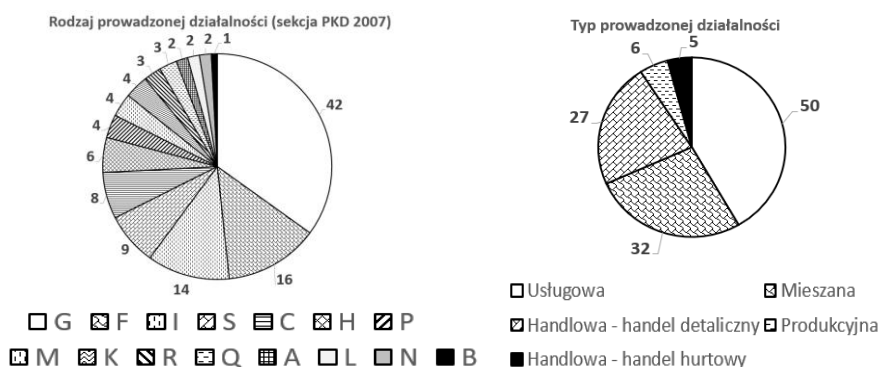 Rodzaj prowadzonej działalności (sekcja PKD 2007)
42
16
14
9
8
6
4
4
4
3
3
2
2
2
1
G F I S C H P
M K R Q A L N B
Typ prowadzonej działalności
50
32
27
6
5
Usługowa Mieszana
Handlowa - handel detaliczny Produkcyjna
Handlowa - handel hurtowy